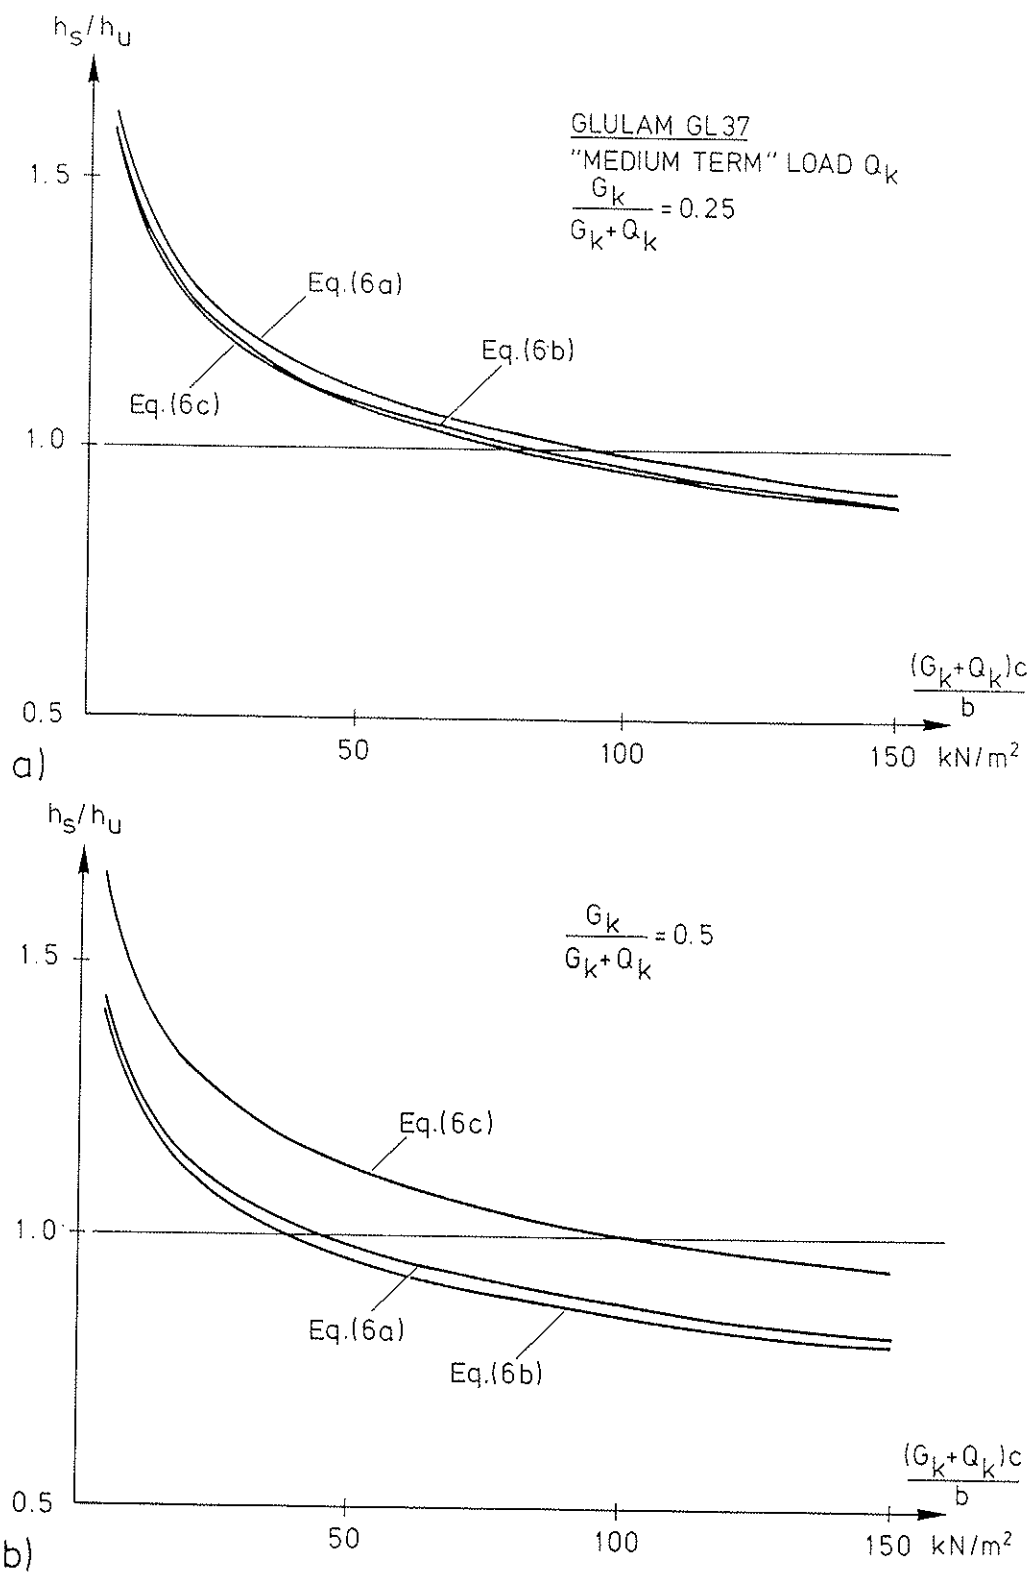 hs/hu
GLULAM GL37
"MEDIUM TERM" LOAD Qk
Gk
Gk+Qk
=0.25
1.5
Eq.(6a)
Eq.(6b)
Eq.(6c)
1.0
(Gk+Qk)c
b
0.5
50
100
150 kN/m²
a)
hs/hu
Gk
Gk+Qk
=0.5
1.5
Eq.(6c)
1.0
Eq.(6a)
Eq.(6b)
(Gk+Qk)c
b
0.5
50
100
150 kN/m²
b)